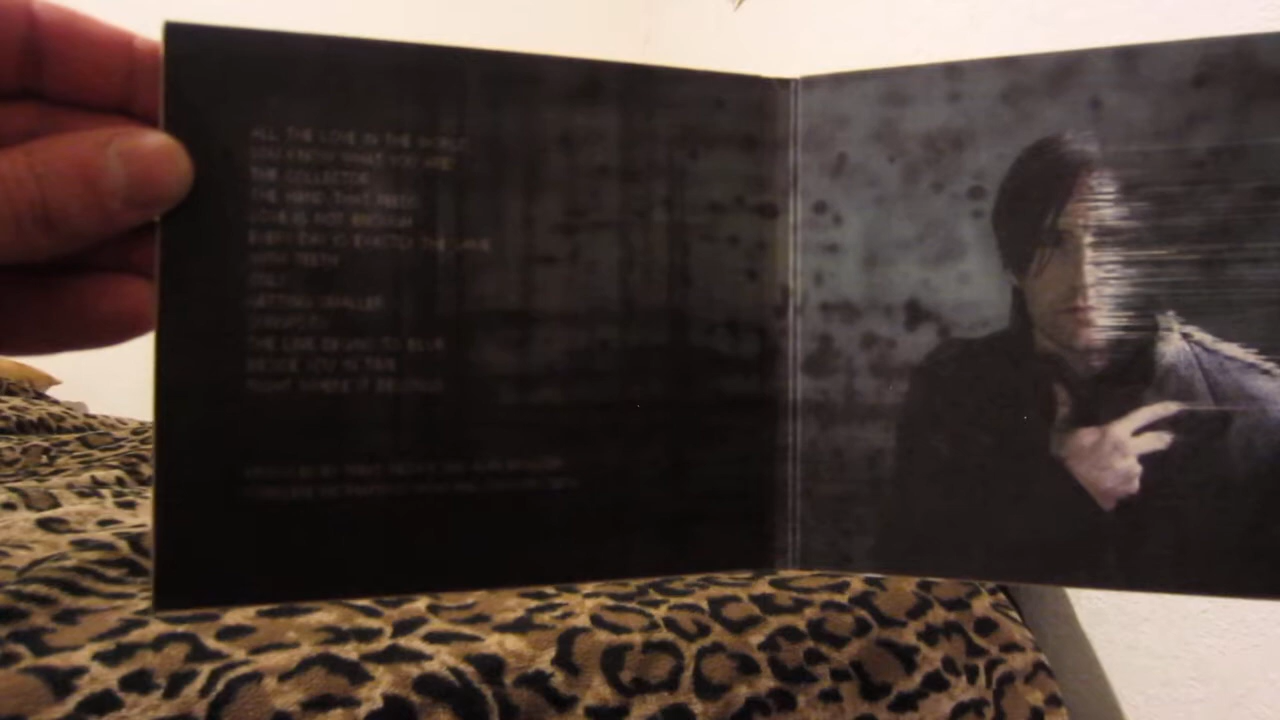 ALL THE LOVE IN THE WORLD
YOU KNOW WHAT YOU ARE?
THE COLLECTOR
THE HAND THAT FEEDS
LOVE IS NOT ENOUGH
EVERY DAY IS EXACTLY THE SAME
WITH TEETH
ONLY
GETTING SMALLER
SUNSPOTS
THE LINE BEGINS TO BLUR
BESIDE YOU IN TIME
RIGHT WHERE IT BELONGS